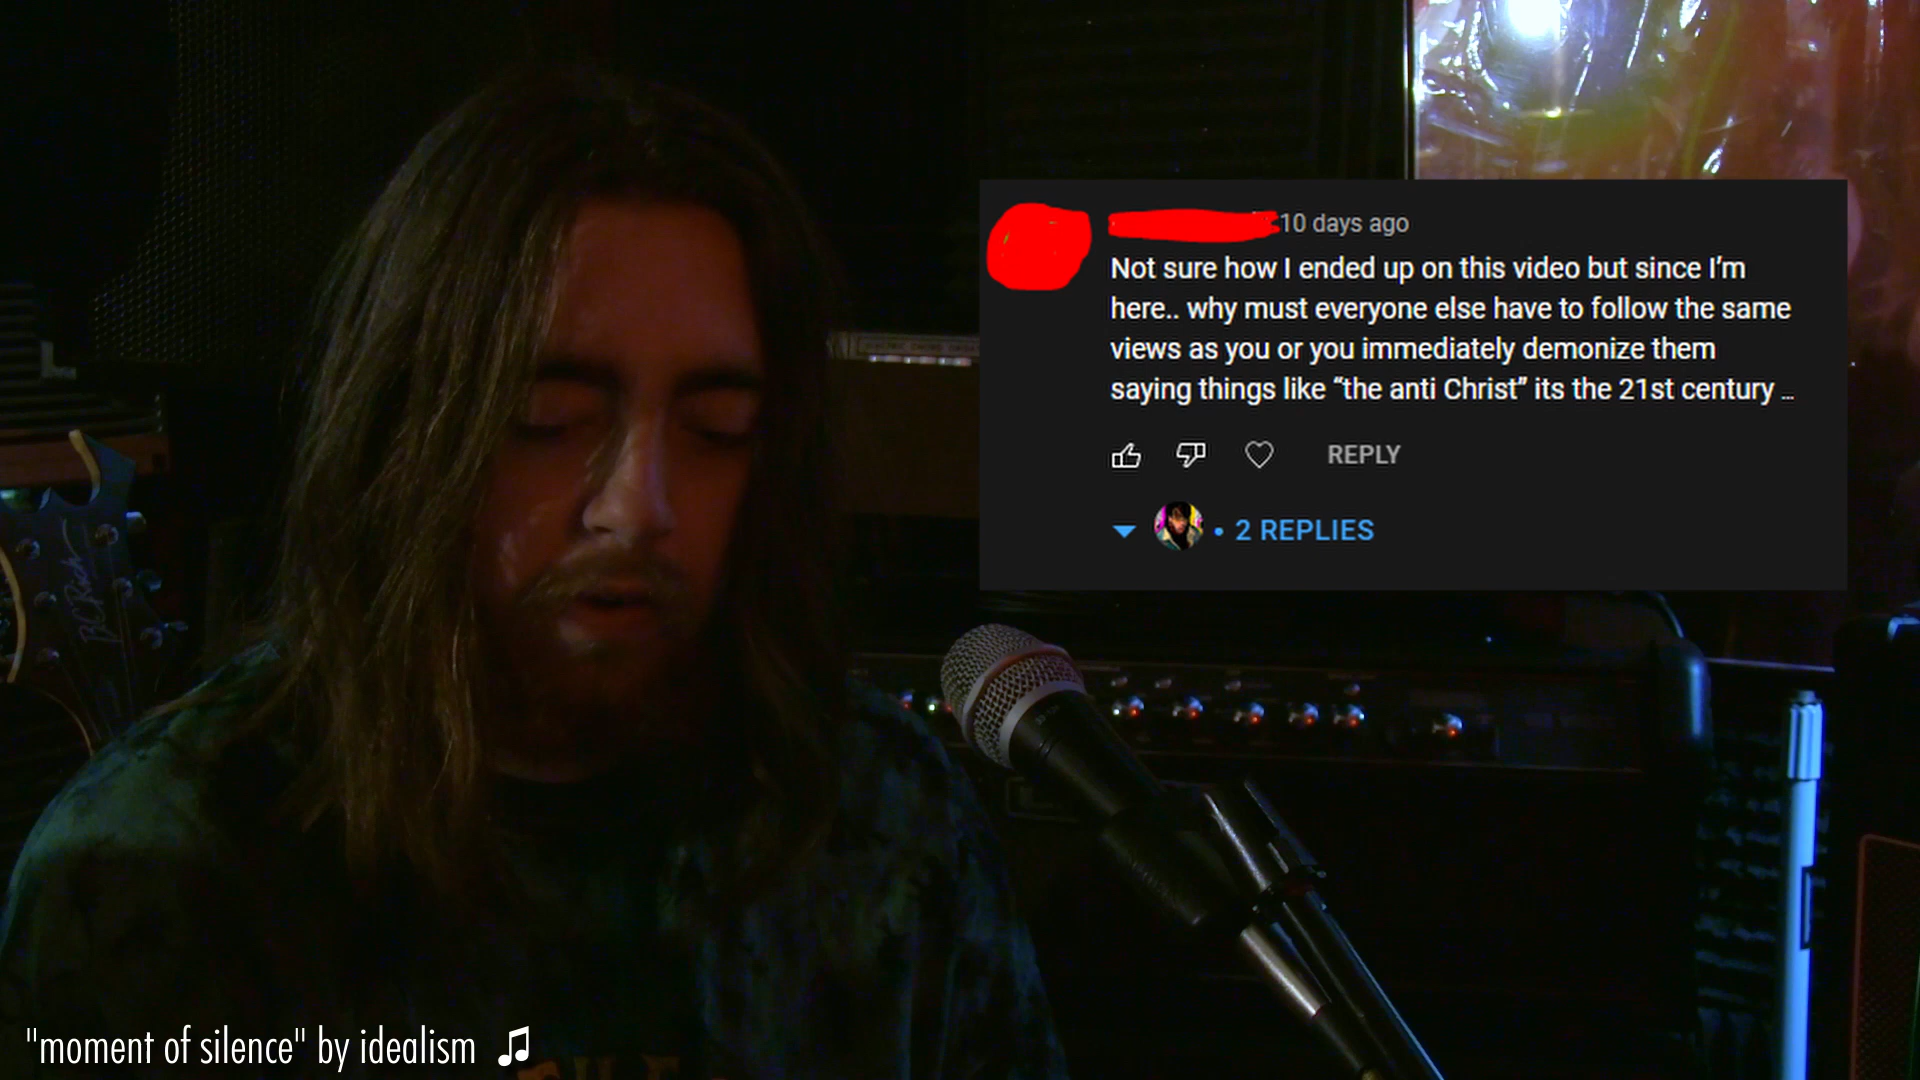 10 days ago
Not sure how I ended up on this video but since I’m
here.. why must everyone else have to follow the same
views as you or you immediately demonize them
saying things like “the anti Christ” its the 21st century ...
REPLY
• 2 REPLIES
BC Rich
"moment of silence" by idealism ♫